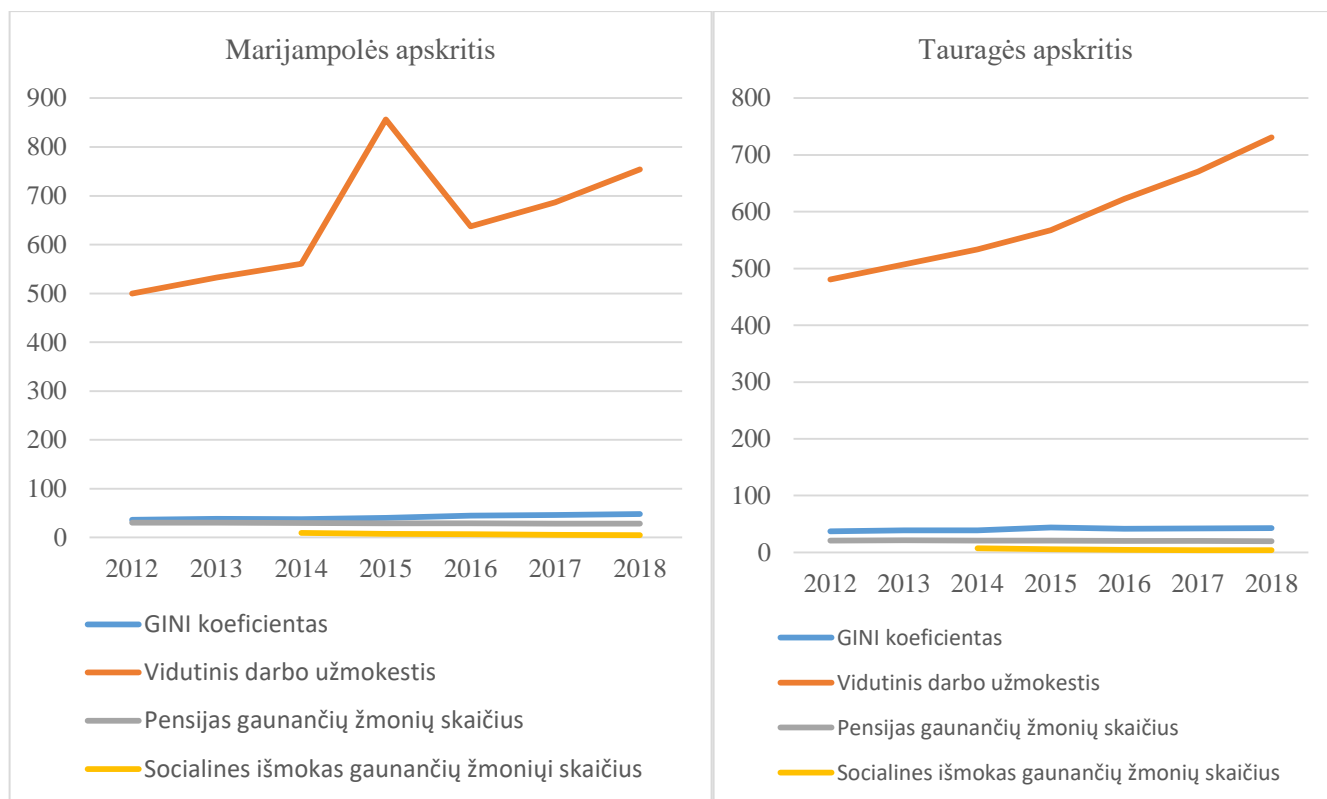 Marijampolės apskritis
900
800
700
600
500
400
300
200
100
0
2012 2013 2014 2015 2016 2017 2018
GINI koeficientas
Vidutinis darbo užmokestis
Pensijas gaunančių žmonių skaičius
Socialines išmokas gaunančių žmoniųi skaičius
Tauragės apskritis
800
700
600
500
400
300
200
100
0
2012 2013 2014 2015 2016 2017 2018
GINI koeficientas
Vidutinis darbo užmokestis
Pensijas gaunančių žmonių skaičius
Socialines išmokas gaunančių žmonių skaičius